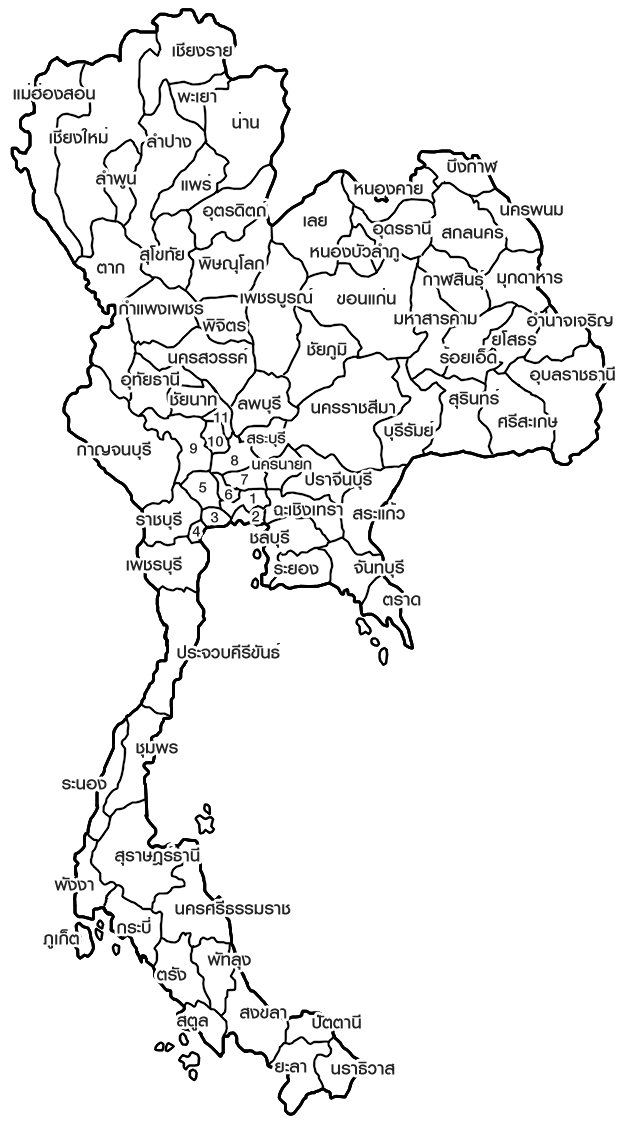 เชียงราย
แม่ฮ่องสอน
พะเยา
น่าน
เชียงใหม่
ลำปาง
ลำพูน
แพร่
บึงกาฬ
หนองคาย
อุตรดิตถ์
เลย
นครพนม
อุดรธานี
สกลนคร
สุโขทัย
หนองบัวลำภู
พิษณุโลก
ตาก
กาฬสินธุ์
มุกดาหาร
เพชรบูรณ์
ขอนแก่น
กำแพงเพชร
มหาสารคาม
อำนาจเจริญ
พิจิตร
ยโสธร
ชัยภูมิ
นครสวรรค์
ร้อยเอ็ด
อุทัยธานี
อุบลราชธานี
ชัยนาท
ลพบุรี
นครราชสีมา
สุรินทร์
11
ศรีสะเกษ
บุรีรัมย์
10
สระบุรี
กาญจนบุรี
9
8
นครนายก
7
ปราจีนบุรี
5
6
1
ฉะเชิงเทรา
สระแก้ว
ราชบุรี
3
2
4
ชลบุรี
เพชรบุรี
ระยอง
จันทบุรี
ตราด
ประจวบคีรีขันธ์
ชุมพร
ระนอง
สุราษฎร์ธานี
พังงา
นครศรีธรรมราช
กระบี่
ภูเก็ต
พัทลุง
ตรัง
สงขลา
สตูล
ปัตตานี
ยะลา
นราธิวาส